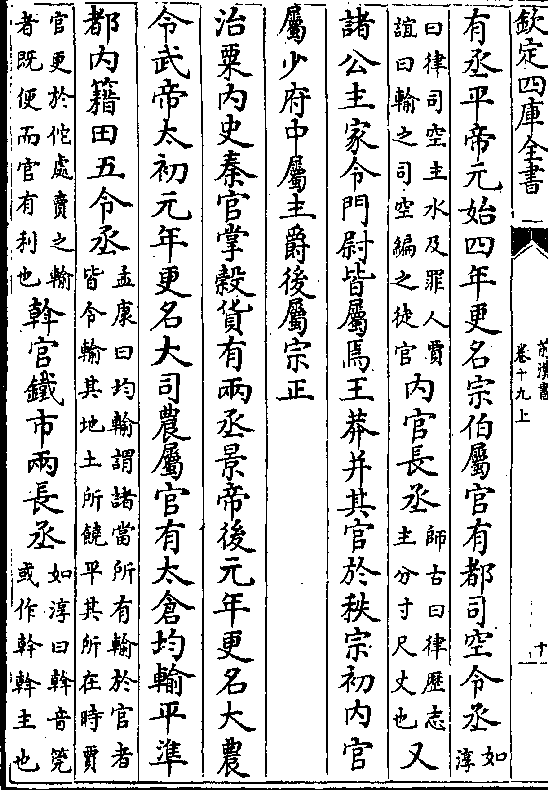 欽定四庫全書
前漢書
卷十九上
十
有丞平帝元始四年更名宗伯屬官有都司空令丞如淳
曰律司空主水及罪人賈誼曰輸之司空編之徒官內官長丞師古曰律歷志主分寸尺丈也又
諸公主家令門尉皆屬焉王莽并其官於秩宗初內官
屬少府中屬主爵後屬宗正
治粟內史秦官掌穀貨有兩丞景帝後元年更名大農
令武帝太初元年更名大司農屬官有太倉均輸平準
都內籍田五令丞孟康曰均輸謂諸當所有輸於官者皆令輸其地土所饒平其所在時賈
官更於佗處賣之輸者既便而官有利也斡官鐵市兩長丞如淳曰斡音筦或作幹幹主也